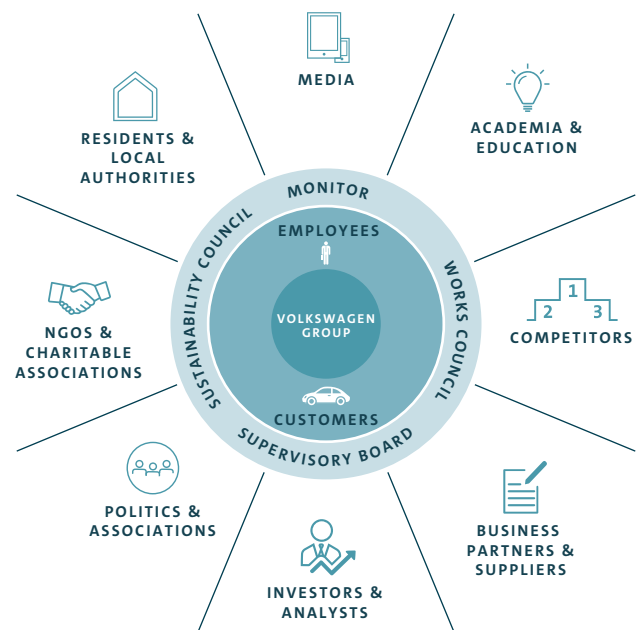 MEDIA
ACADEMIA &
EDUCATION
RESIDENTS &
LOCAL
AUTHORITIES
MONITOR
EMPLOYEES
SUSTAINABILITY COUNCIL
WORKS COUNCIL
VOLKSWAGEN
GROUP
1
2
3
COMPETITORS
NGOS &
CHARITABLE
ASSOCIATIONS
CUSTOMERS
SUPERVISORY BOARD
POLITICS &
ASSOCIATIONS
BUSINESS
PARTNERS &
SUPPLIERS
INVESTORS &
ANALYSTS